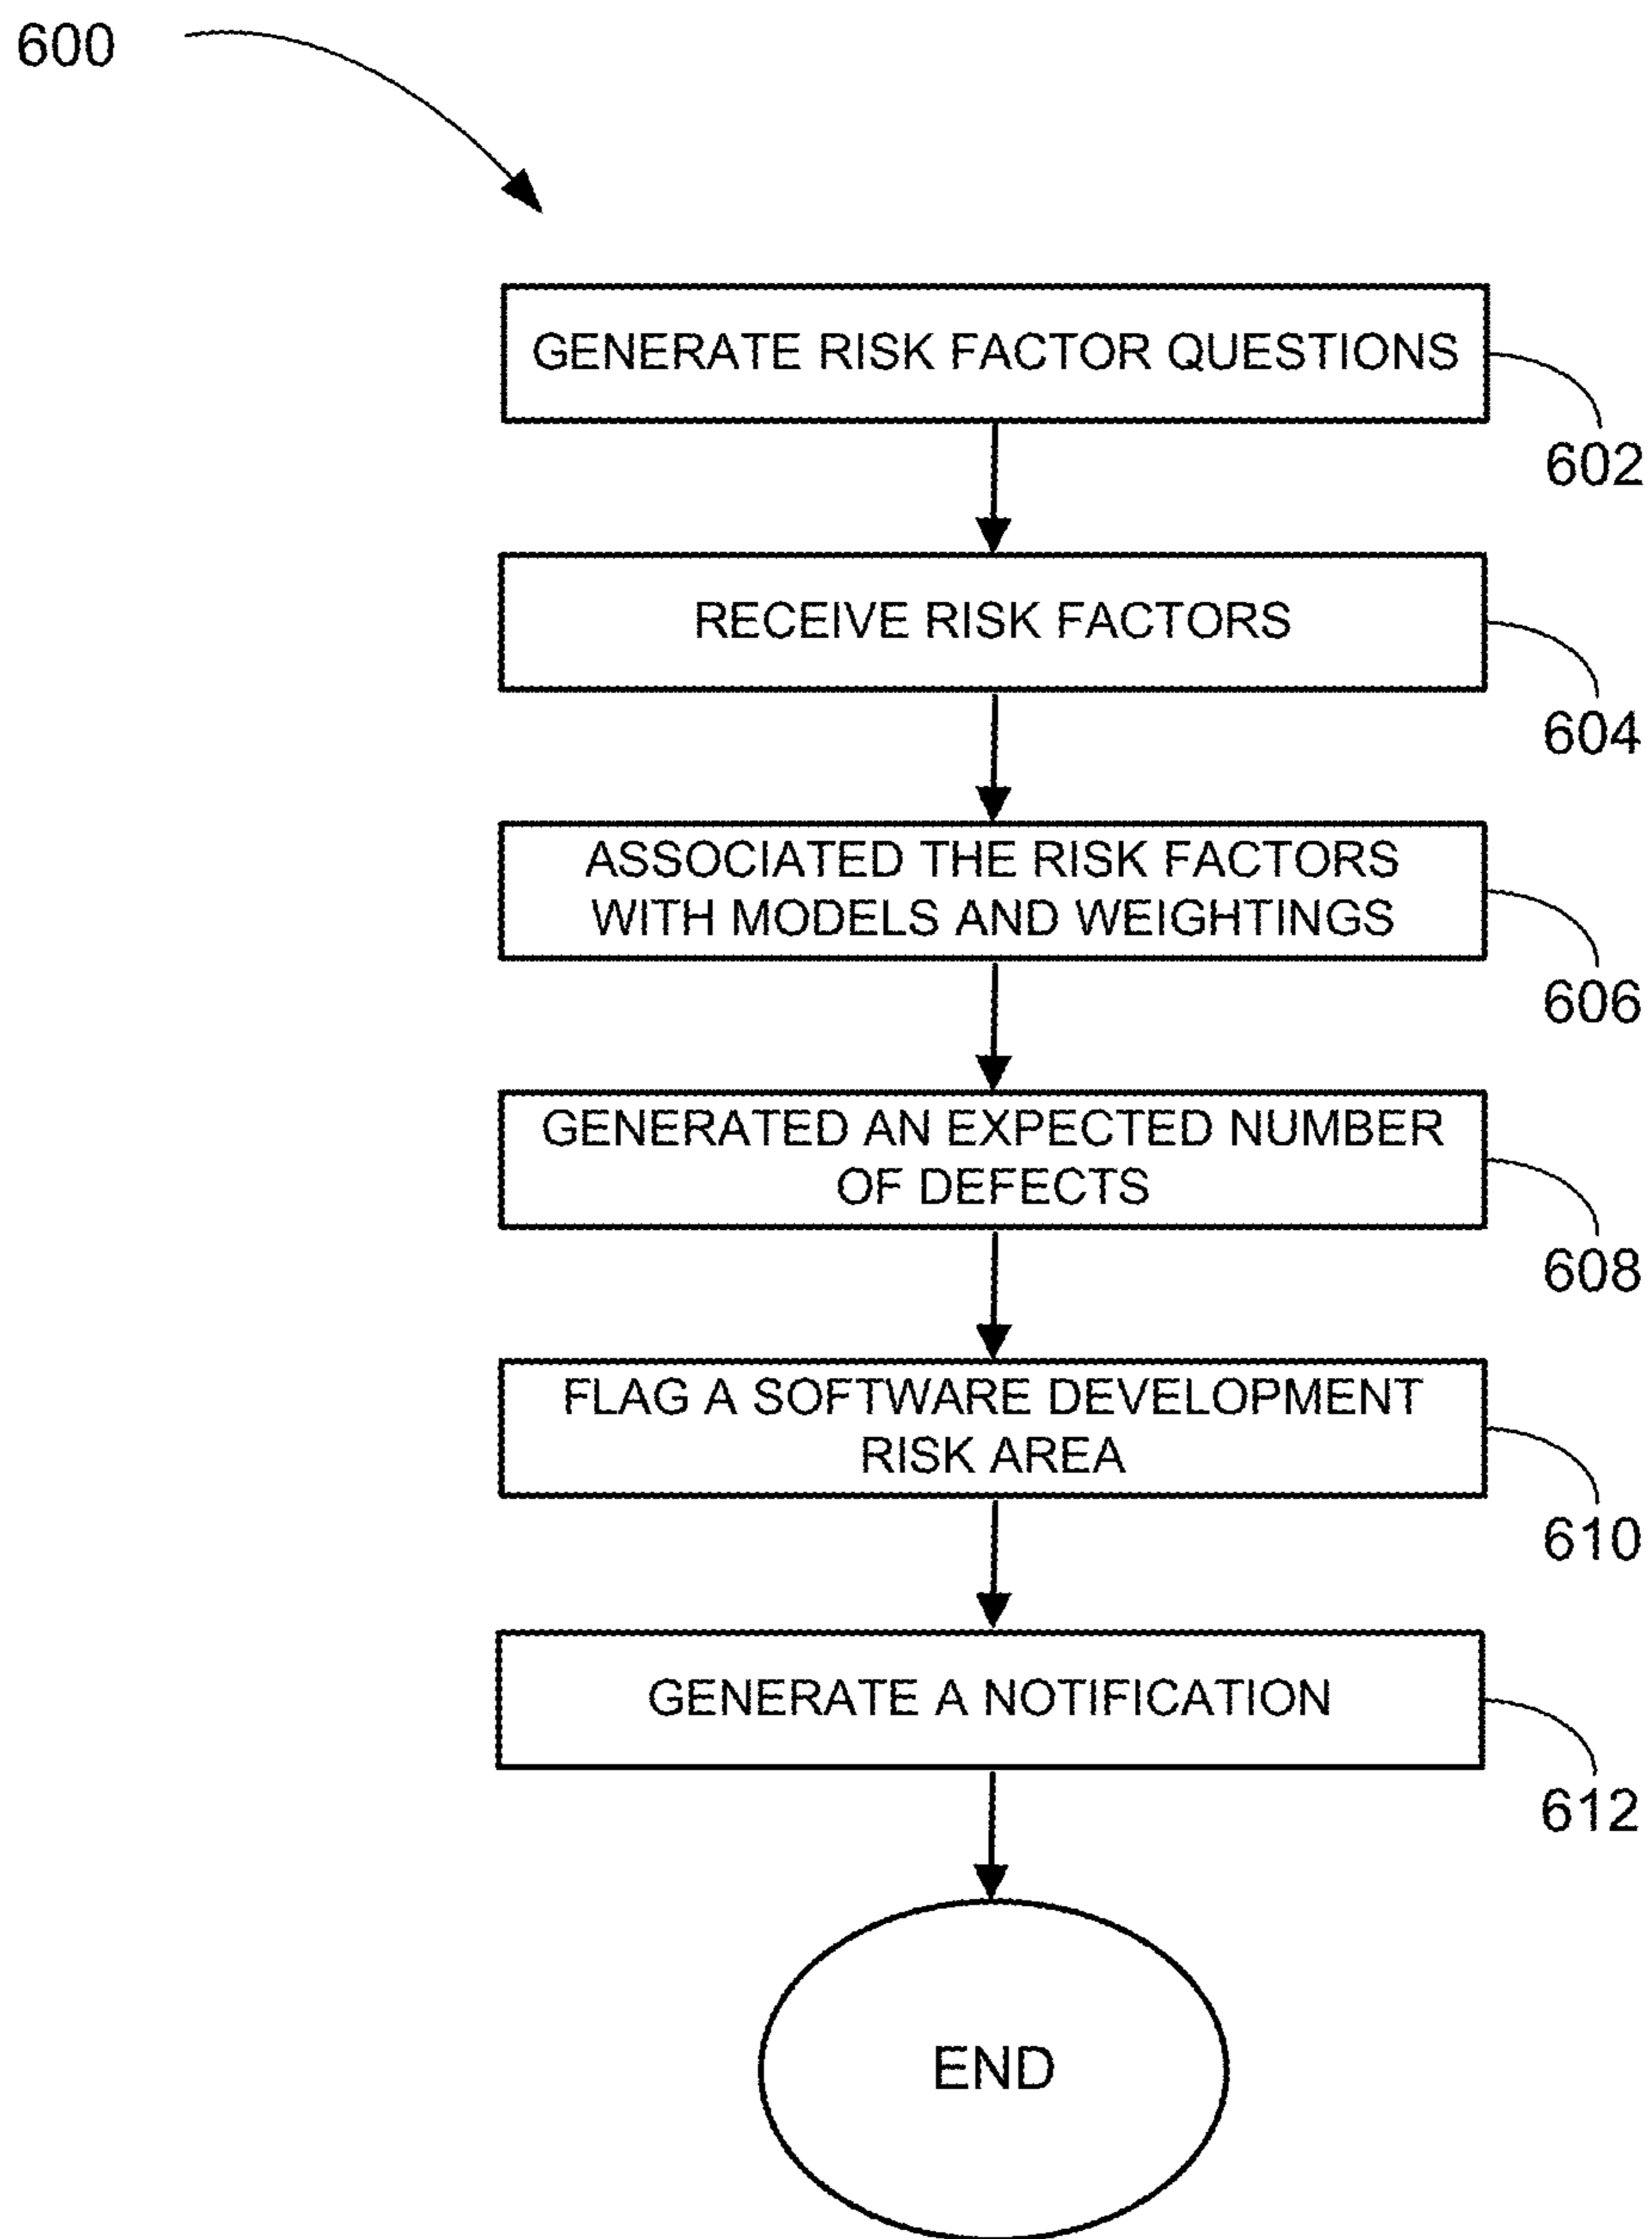 600
GENERATE RISK FACTOR QUESTIONS
602
RECEIVE RISK FACTORS
604
ASSOCIATED THE RISK FACTORS
WITH MODELS AND WEIGHTINGS
606
GENERATED AN EXPECTED NUMBER
OF DEFECTS
608
FLAG A SOFTWARE DEVELOPMENT
RISK AREA
610
GENERATE A NOTIFICATION
612
END